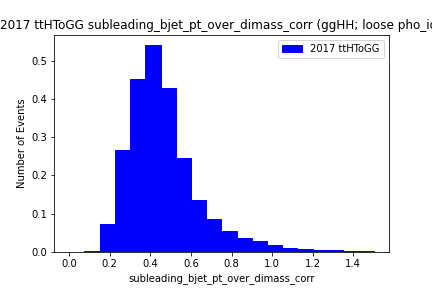 2017 ttHToGG subleading_bjet_pt_over_dimass_corr (ggHH; loose pho_i
2017 ttHToGG
Number of Events
0.5
0.4
0.3
0.2
0.1
0.0
0.0 0.2 0.4 0.6 0.8 1.0 1.2 1.4
subleading_bjet_pt_over_dimass_corr